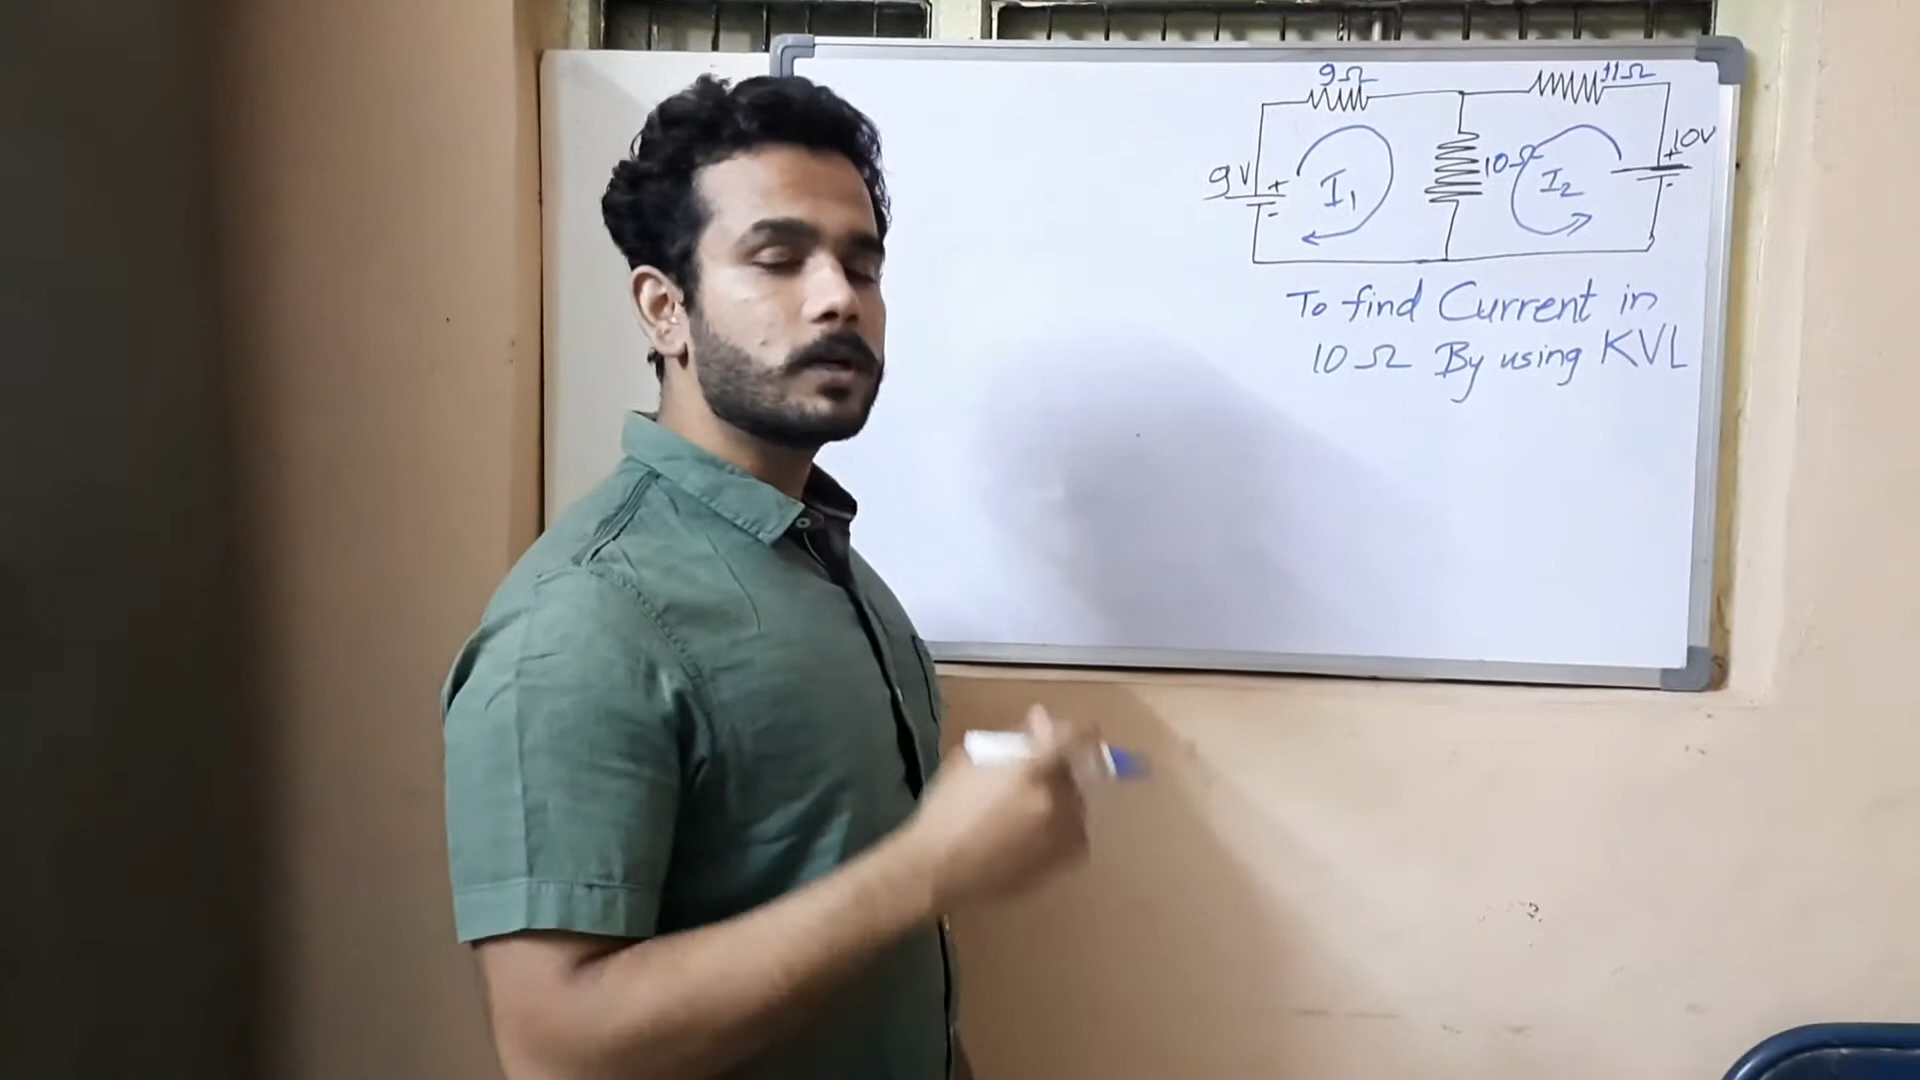 9Ω
11Ω
9V
+
-
I₁
10Ω
I₂
+
-
10V
To find Current in
10Ω By using KVL